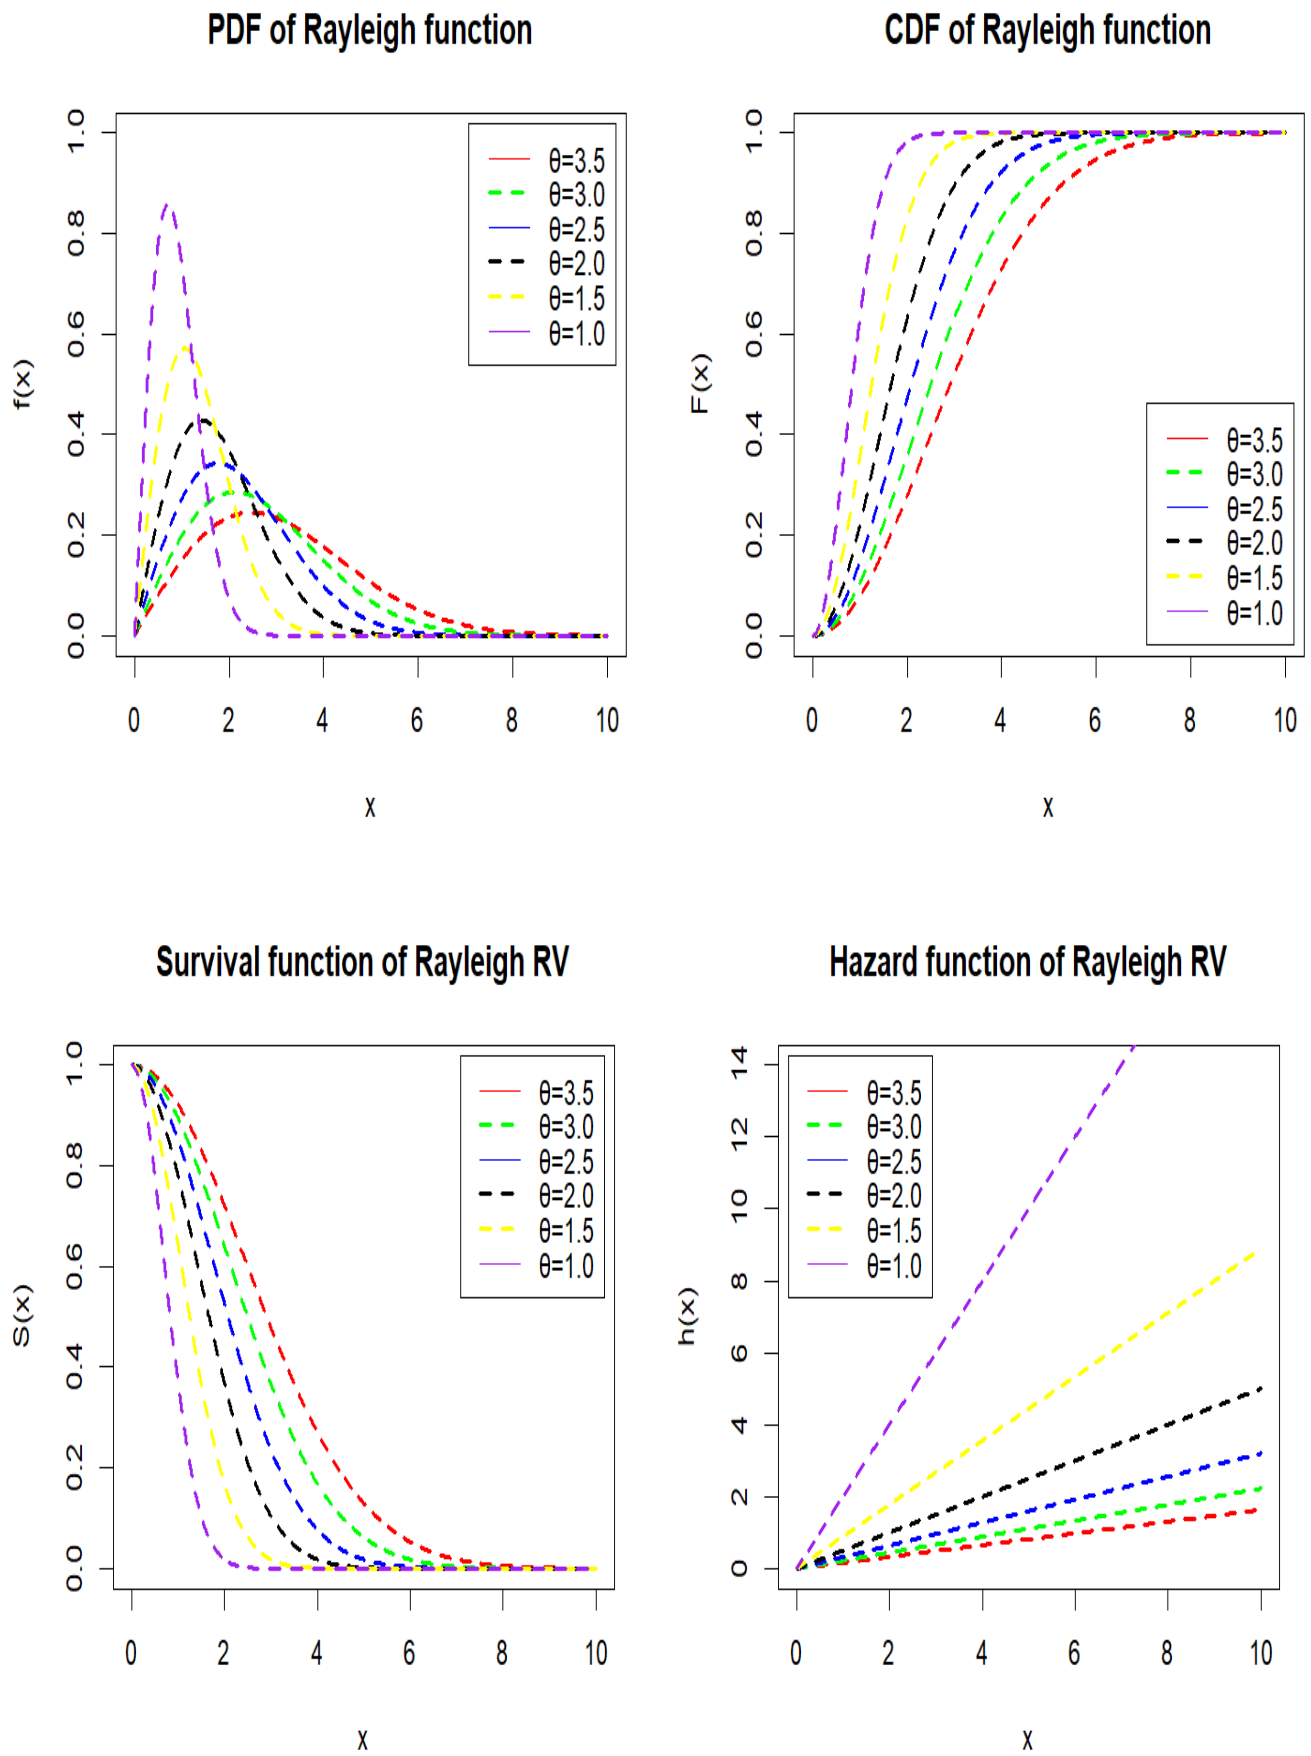 PDF of Rayleigh function
f(x)
0.0 0.2 0.4 0.6 0.8 1.0
θ=3.5
θ=3.0
θ=2.5
θ=2.0
θ=1.5
θ=1.0
0 2 4 6 8 10
x
CDF of Rayleigh function
F(x)
0.0 0.2 0.4 0.6 0.8 1.0
θ=3.5
θ=3.0
θ=2.5
θ=2.0
θ=1.5
θ=1.0
0 2 4 6 8 10
x
Survival function of Rayleigh RV
S(x)
0.0 0.2 0.4 0.6 0.8 1.0
θ=3.5
θ=3.0
θ=2.5
θ=2.0
θ=1.5
θ=1.0
0 2 4 6 8 10
x
Hazard function of Rayleigh RV
h(x)
0 2 4 6 8 10 12 14
θ=3.5
θ=3.0
θ=2.5
θ=2.0
θ=1.5
θ=1.0
0 2 4 6 8 10
x